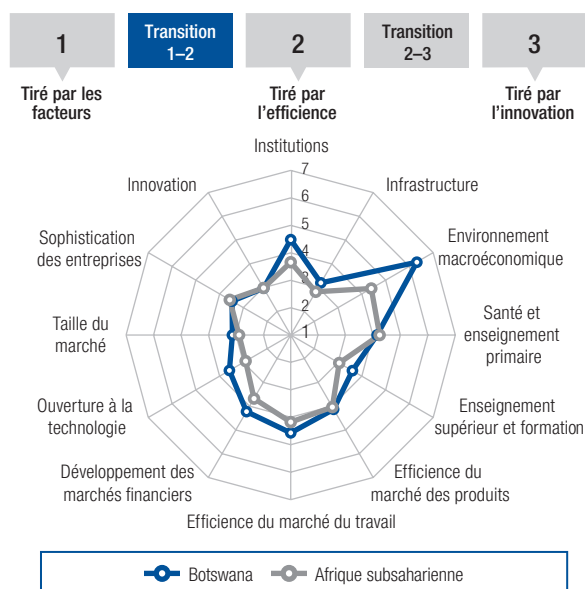 1
Transition
1–2
2
Transition
2–3
3
Tiré par les
facteurs
Tiré par
l'efficience
Tiré par
l'innovation
Institutions
7
6
5
4
3
2
1
Infrastructure
Environnement
macroéconomique
Santé et
enseignement
primaire
Enseignement
supérieur et formation
Efficience du
marché des produits
Efficience du marché du travail
Développement des
marchés financiers
Ouverture à la
technologie
Taille du
marché
Sophistication
des entreprises
Innovation
Botswana
Afrique subsaharienne